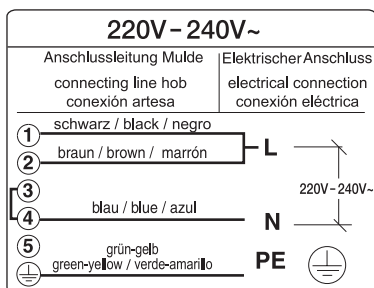 220V-240V~
Anschlussleitung Mulde
connecting line hob
conexión artesa
Elektrischer Anschluss
electrical connection
conexión eléctrica
1
schwarz / black / negro
L
2
braun / brown / marrón
3
220V-240V~
4
blau / blue / azul
N
5
grün-gelb
green-yellow / verde-amarillo
PE